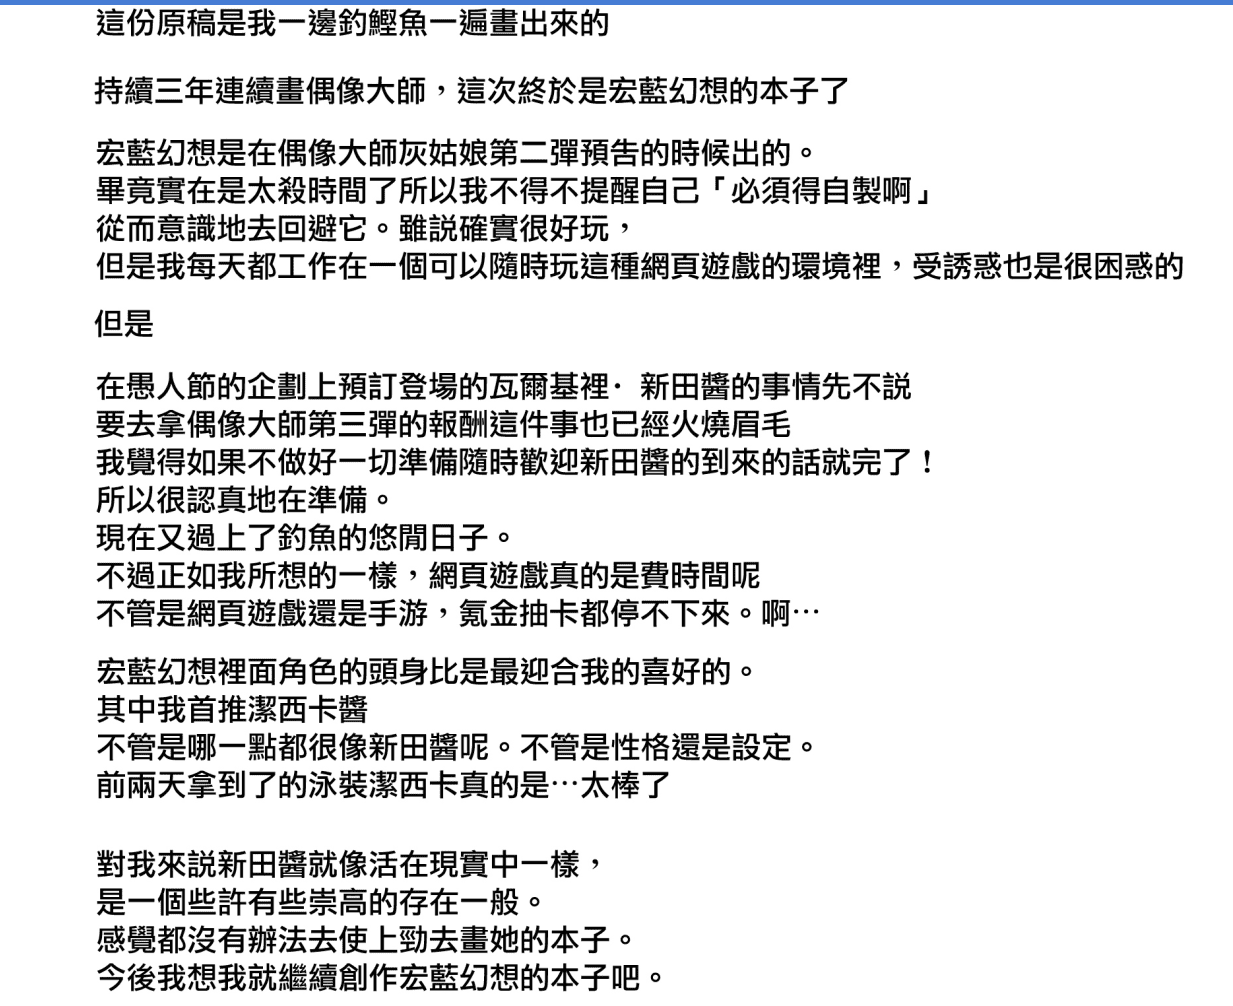 這份原稿是我一邊釣鰹魚一遍畫出來的
持續三年連續畫偶像大師，這次終於是宏藍幻想的本子了
宏藍幻想是在偶像大師灰姑娘第二彈預告的時候出的。
畢竟實在是太殺時間了所以我不得不提醒自己「必須得自製啊」
從而意識地去回避它。雖說確實很好玩，
但是我每天都工作在一個可以隨時玩這種網頁遊戲的環境裡，受誘惑也是很困惑的
但是
在愚人節的企劃上預訂登場的瓦爾基裡·新田醬的事情先不說
要去拿偶像大師第三彈的報酬這件事也已經火燒眉毛
我覺得如果不做好一切準備隨時歡迎新田醬的到來的話就完了！
所以很認真地在準備。
現在又過上了釣魚的悠閒日子。
不過正如我所想的一樣，網頁遊戲真的是費時間呢
不管是網頁遊戲還是手游，氪金抽卡都停不下來。啊…
宏藍幻想裡面角色的頭身比是最迎合我的喜好的。
其中我首推潔西卡醬
不管是哪一點都很像新田醬呢。不管是性格還是設定。
前兩天拿到了的泳裝潔西卡真的是…太棒了
對我來說新田醬就像活在現實中一樣，
是一個些許有些崇高的存在一般。
感覺都沒有辦法去使上勁去畫她的本子。
今後我想我就繼續創作宏藍幻想的本子吧。